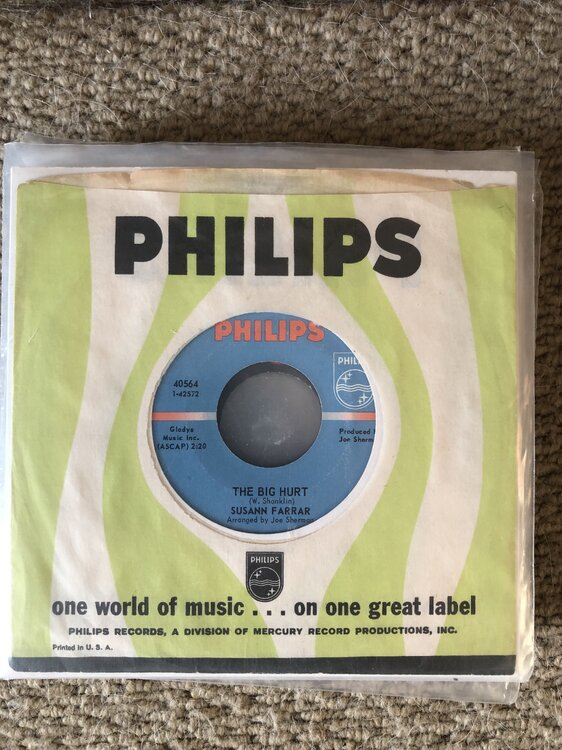 PHILIPS
PHILIPS
40564
1-42572
PHILI
Gladys
Music Inc.
(ASCAP) 2:20
Produced
Joe Sherm
THE BIG HURT
(W. Shanklin)
SUSANN FARRAR
Arranged by Joe Sherman
PHILIPS
one world of music . . . on one great label
PHILIPS RECORDS, A DIVISION OF MERCURY RECORD PRODUCTIONS, INC.
Printed in U. S. A.